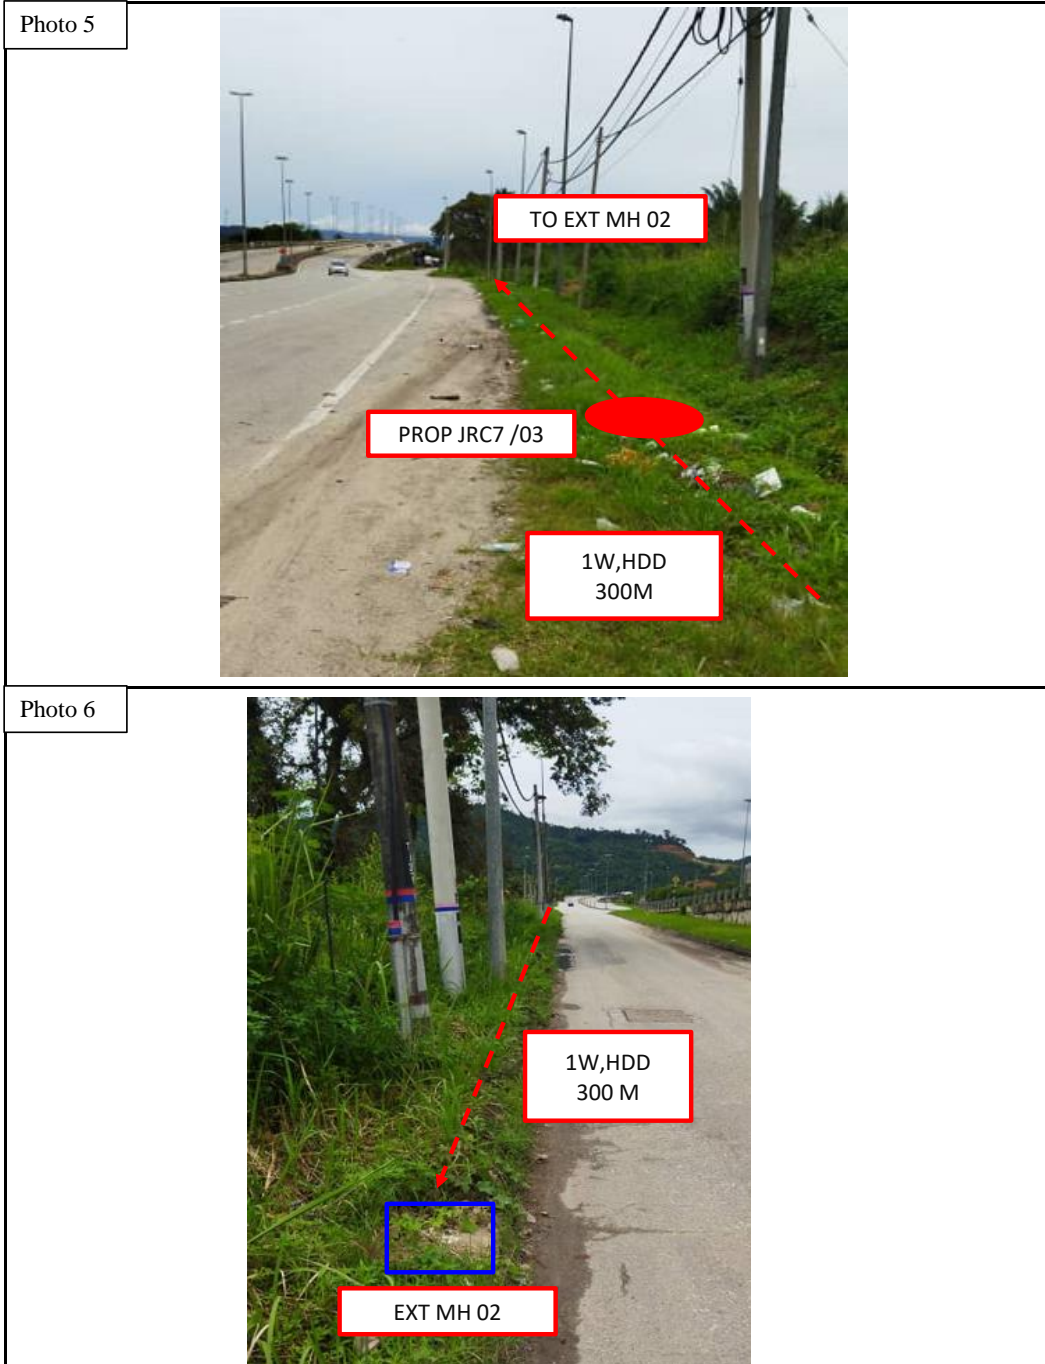 Photo 5
TO EXT MH 02
PROP JRC7 /03
1W,HDD
300M
Photo 6
1W,HDD
300 M
EXT MH 02